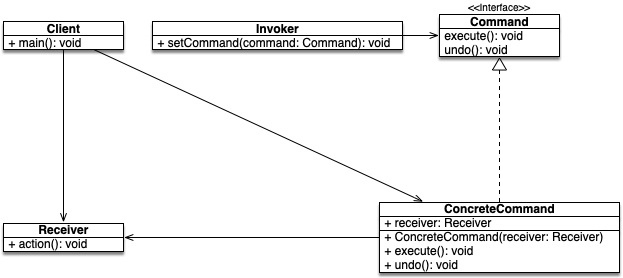 <<Interface>>
Client
+ main(): void
Invoker
+ setCommand(command: Command): void
Command
execute(): void
undo(): void
Receiver
+ action(): void
ConcreteCommand
+ receiver: Receiver
+ ConcreteCommand(receiver: Receiver)
+ execute(): void
+ undo(): void